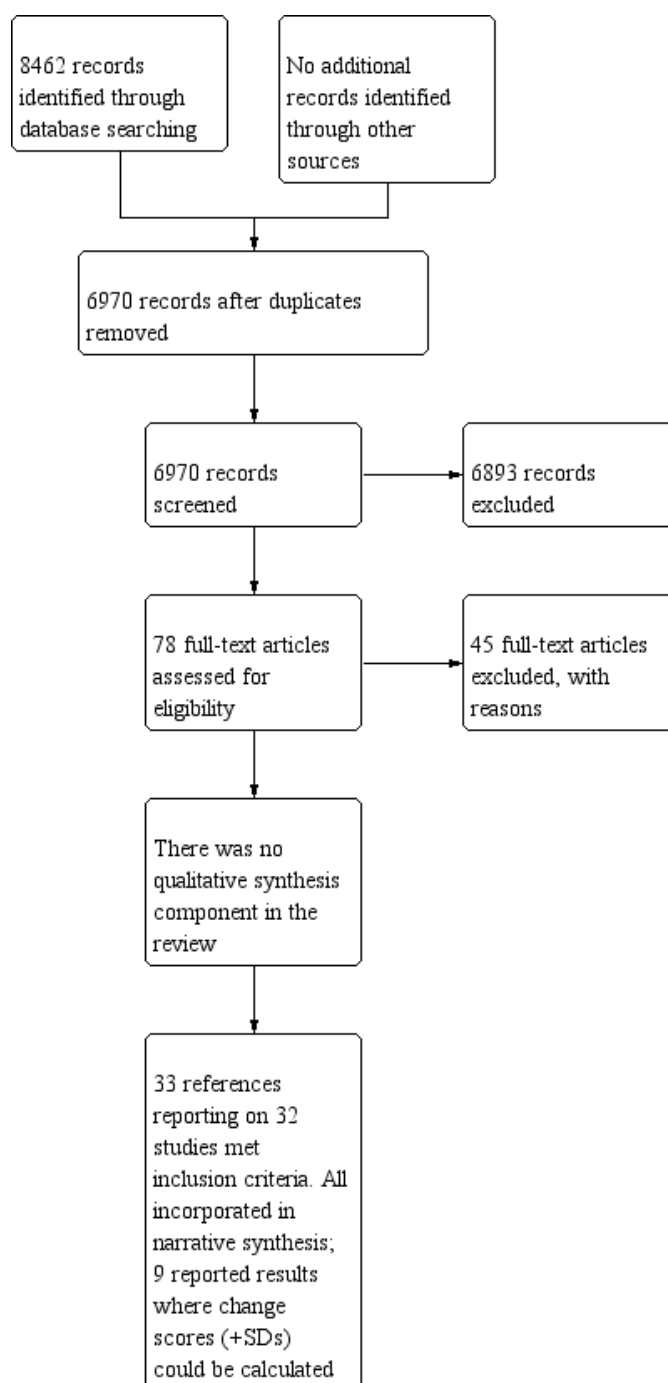 8462 records
identified through
database searching
No additional
records identified
through other
sources
6970 records after duplicates
removed
6970 records
screened
6893 records
excluded
78 full-text articles
assessed for
eligibility
45 full-text articles
excluded, with
reasons
There was no
qualitative synthesis
component in the
review
33 references
reporting on 32
studies met
inclusion criteria. All
incorporated in
narrative synthesis;
9 reported results
where change
scores (+SDs)
could be calculated